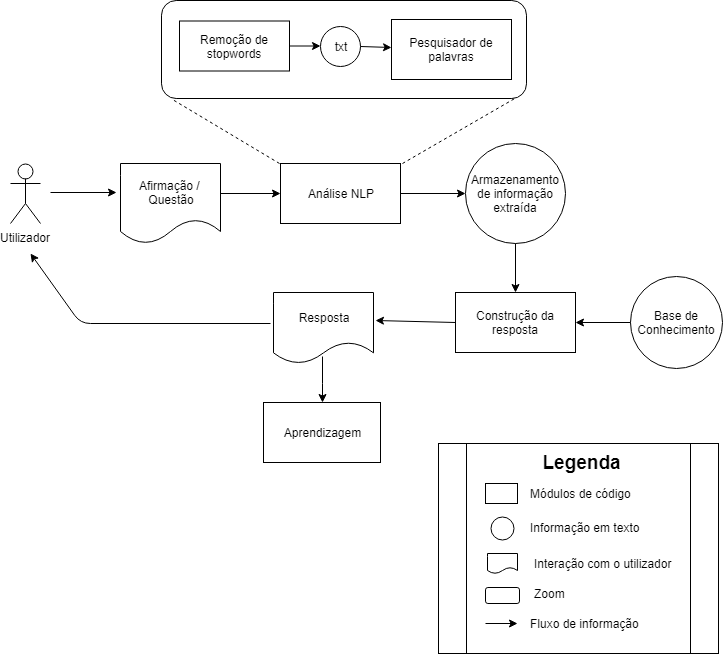 Remoção de
stopwords
txt
Pesquisador de
palavras
Utilizador
Afirmação /
Questão
Análise NLP
Armazenamento
de informação
extraída
Resposta
Construção da
resposta
Base de
Conhecimento
Aprendizagem
Legenda
Módulos de código
Informação em texto
Interação com o utilizador
Zoom
Fluxo de informação